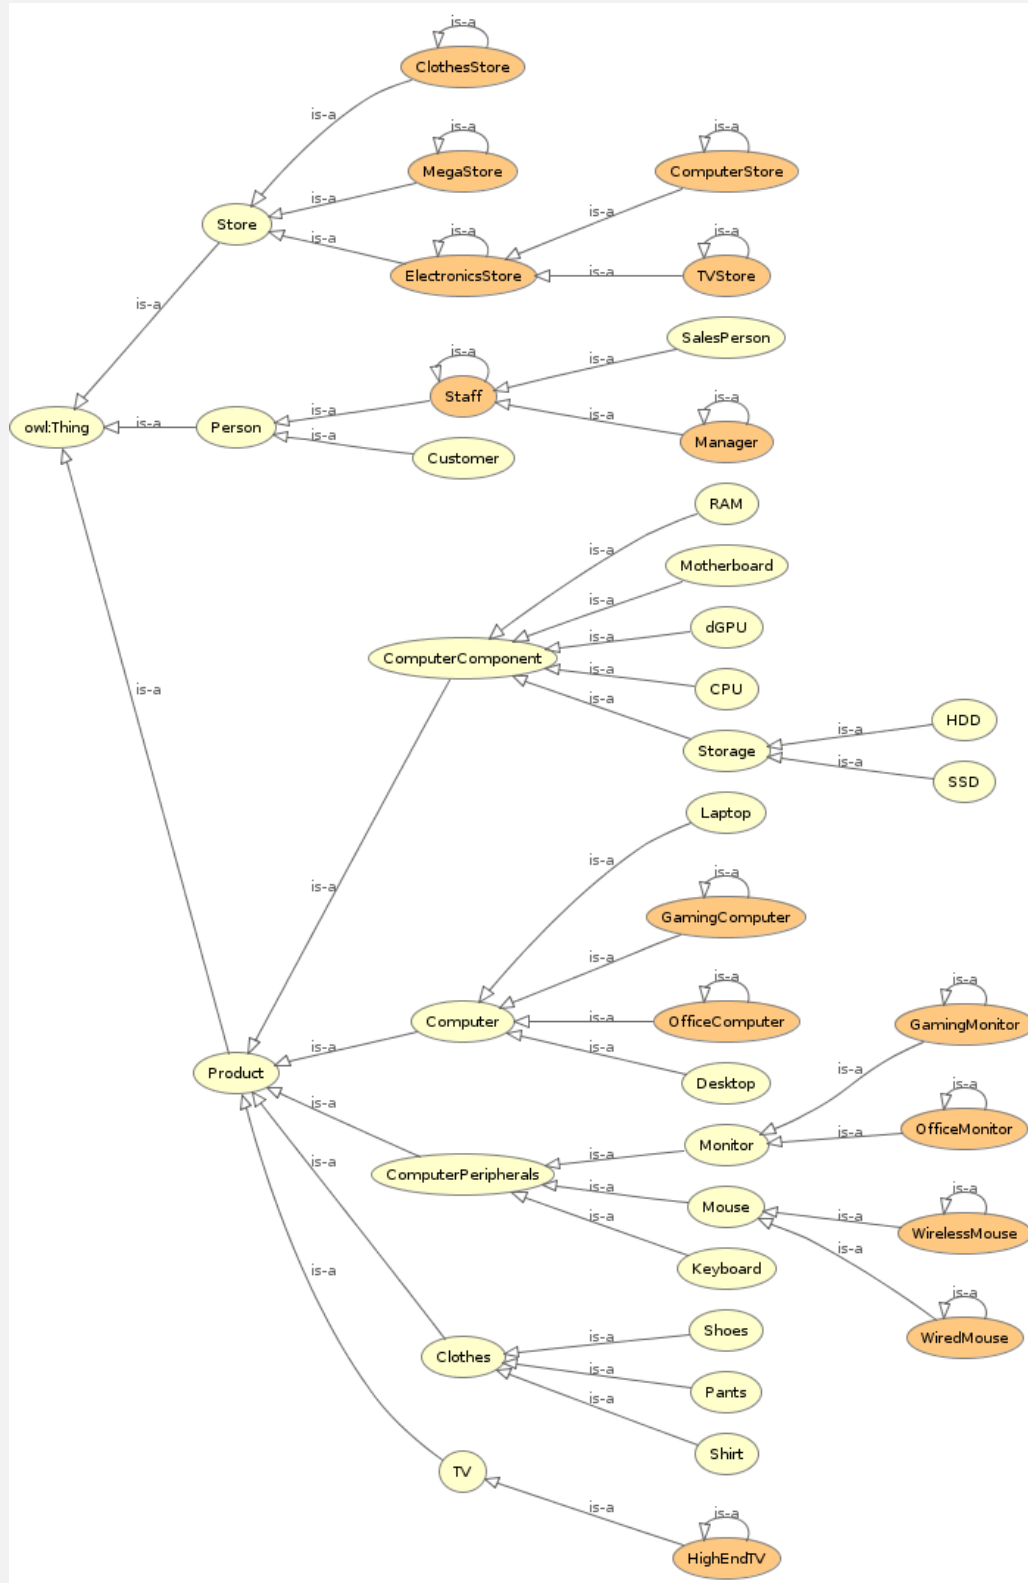 is-a
ClothesStore
is-a
is-a
is-a
MegaStore
ComputerStore
is-a
is-a
Store
is-a
is-a
is-a
ElectronicsStore
is-a
TVStore
is-a
SalesPerson
is-a
is-a
Staff
is-a
is-a
owl:Thing
is-a
Person
is-a
is-a
Manager
Customer
RAM
is-a
Motherboard
is-a
dGPU
is-a
ComputerComponent
is-a
CPU
is-a
is-a
HDD
is-a
Storage
is-a
SSD
Laptop
is-a
is-a
is-a
GamingComputer
is-a
is-a
is-a
Computer
is-a
OfficeComputer
GamingMonitor
is-a
is-a
Product
is-a
Desktop
is-a
is-a
OfficeMonitor
is-a
Monitor
is-a
is-a
ComputerPeripherals
is-a
is-a
Mouse
is-a
is-a
WirelessMouse
is-a
is-a
Keyboard
is-a
Shoes
is-a
WiredMouse
Clothes
is-a
Pants
is-a
Shirt
TV
is-a
is-a
HighEndTV